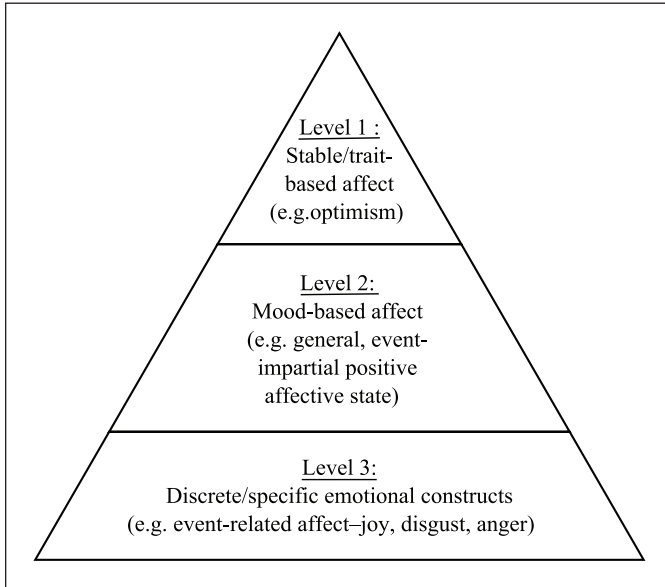 Level 1 :
Stable/trait-
based affect
(e.g.optimism)
Level 2:
Mood-based affect
(e.g. general, event-
impartial positive
affective state)
Level 3:
Discrete/specific emotional constructs
(e.g. event-related affect–joy, disgust, anger)